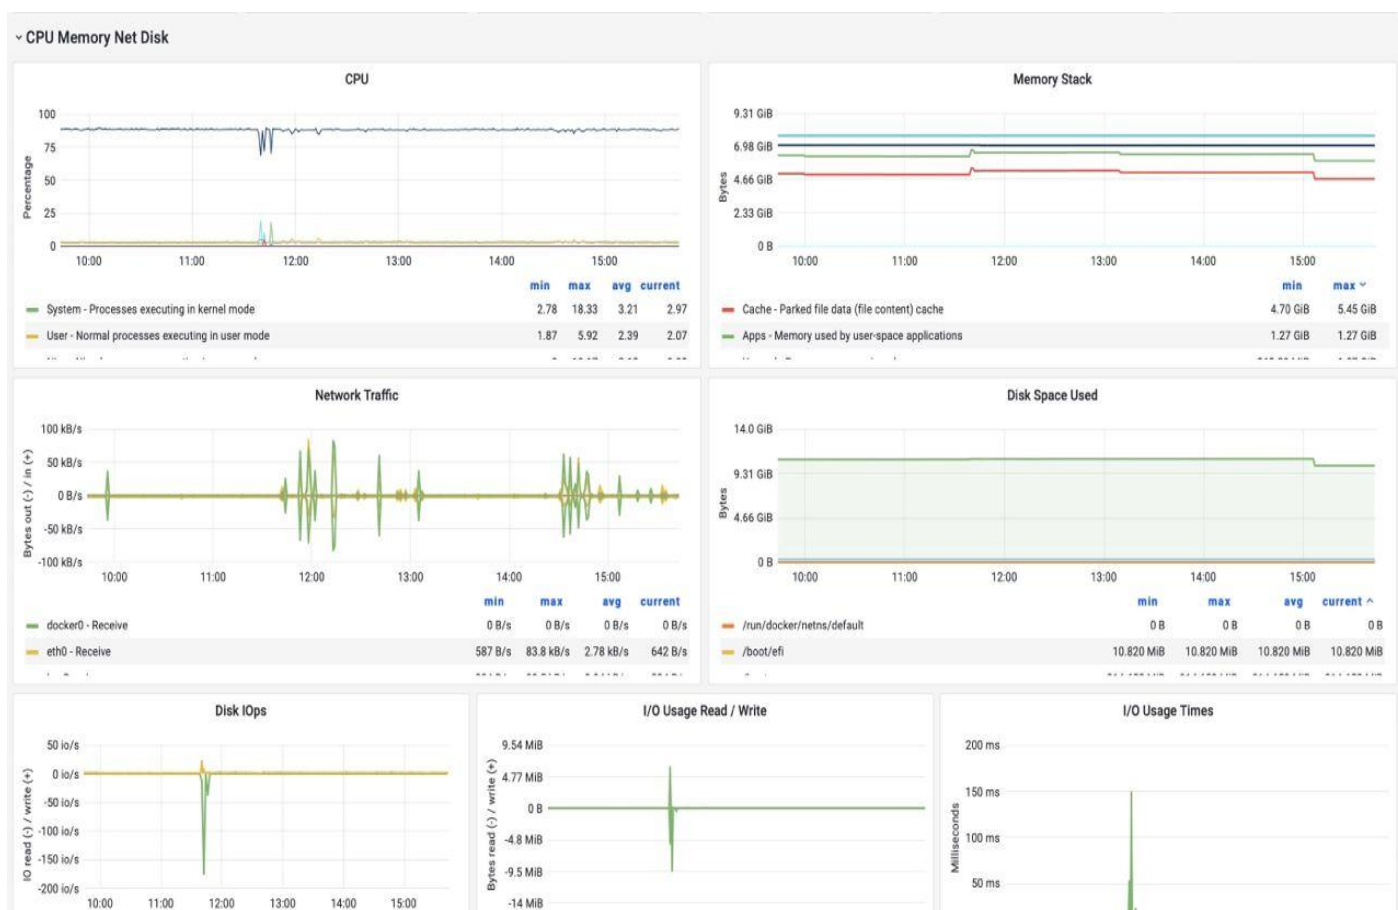 CPU Memory Net Disk
CPU
100
75
50
25
0
Percentage
10:00 11:00 12:00 13:00 14:00 15:00
min max avg current
System - Processes executing in kernel mode 2.78 18.33 3.21 2.97
User - Normal processes executing in user mode 1.87 5.92 2.39 2.07
Memory Stack
9.31 GiB
6.98 GiB
4.66 GiB
2.33 GiB
0 B
Bytes
10:00 11:00 12:00 13:00 14:00 15:00
min max
Cache - Parked file data (file content) cache 4.70 GiB 5.45 GiB
Apps - Memory used by user-space applications 1.27 GiB 1.27 GiB
Network Traffic
100 kB/s
50 kB/s
0 B/s
-50 kB/s
-100 kB/s
Bytes out (-) / in (+)
10:00 11:00 12:00 13:00 14:00 15:00
min max avg current
docker0 - Receive 0 B/s 0 B/s 0 B/s 0 B/s
eth0 - Receive 587 B/s 83.8 kB/s 2.78 kB/s 642 B/s
Disk Space Used
14.0 GiB
9.31 GiB
4.66 GiB
0 B
Bytes
10:00 11:00 12:00 13:00 14:00 15:00
min max avg current
/run/docker/netns/default 0 B 0 B 0 B 0 B
/boot/efi 10.820 MiB 10.820 MiB 10.820 MiB 10.820 MiB
Disk IOps
50 io/s
0 io/s
-50 io/s
-100 io/s
-150 io/s
-200 io/s
IO read (-) / write (+)
10:00 11:00 12:00 13:00 14:00 15:00
I/O Usage Read / Write
9.54 MiB
4.77 MiB
0 B
-4.8 MiB
-9.5 MiB
-14 MiB
Bytes read (-) / write (+)
I/O Usage Times
200 ms
150 ms
100 ms
50 ms
Milliseconds